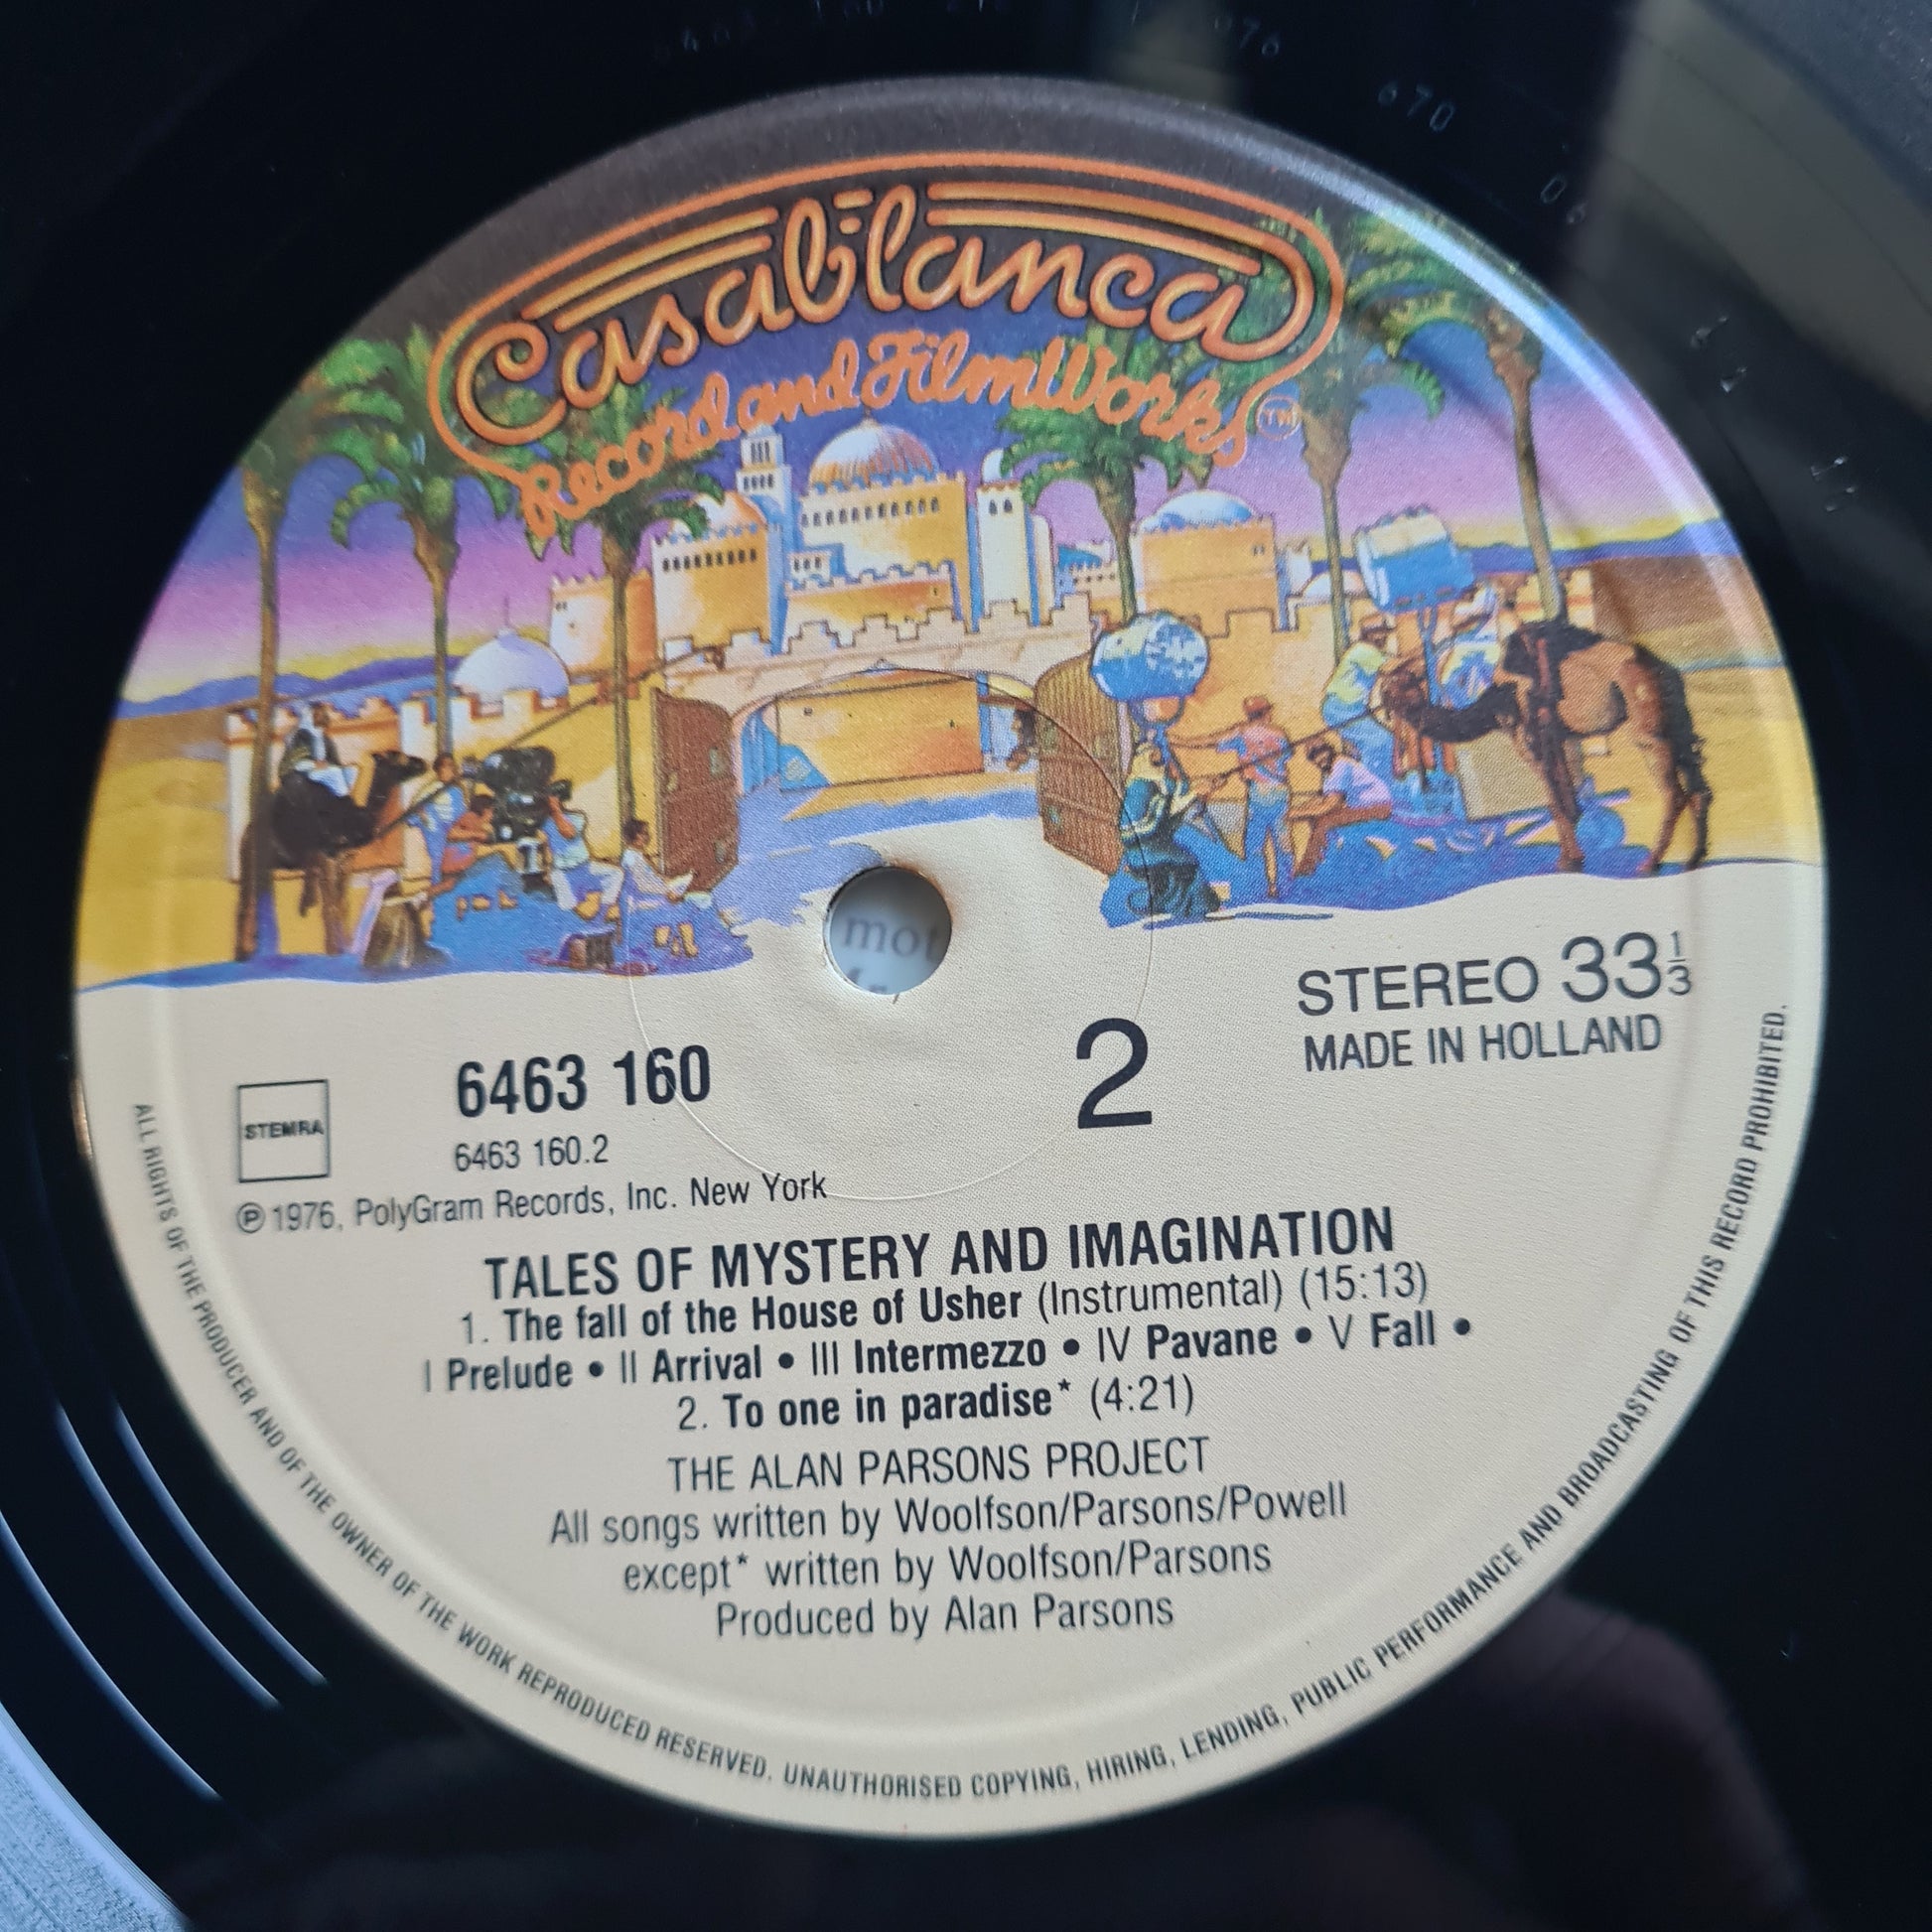 670
Casablanca
Record and FilmWorks TM
mot
STEREO 33 1/3
MADE IN HOLLAND
2
6463 160
STEMRA
6463 160.2
℗ 1976, PolyGram Records, Inc. New York
TALES OF MYSTERY AND IMAGINATION
1. The fall of the House of Usher (Instrumental) (15:13)
I Prelude • II Arrival • III Intermezzo • IV Pavane • V Fall •
2. To one in paradise* (4:21)
THE ALAN PARSONS PROJECT
All songs written by Woolfson/Parsons/Powell
except* written by Woolfson/Parsons
Produced by Alan Parsons
ALL RIGHTS OF THE PRODUCER AND OF THE OWNER OF THE WORK REPRODUCED RESERVED. UNAUTHORISED COPYING, HIRING, LENDING, PUBLIC PERFORMANCE AND BROADCASTING OF THIS RECORD PROHIBITED.